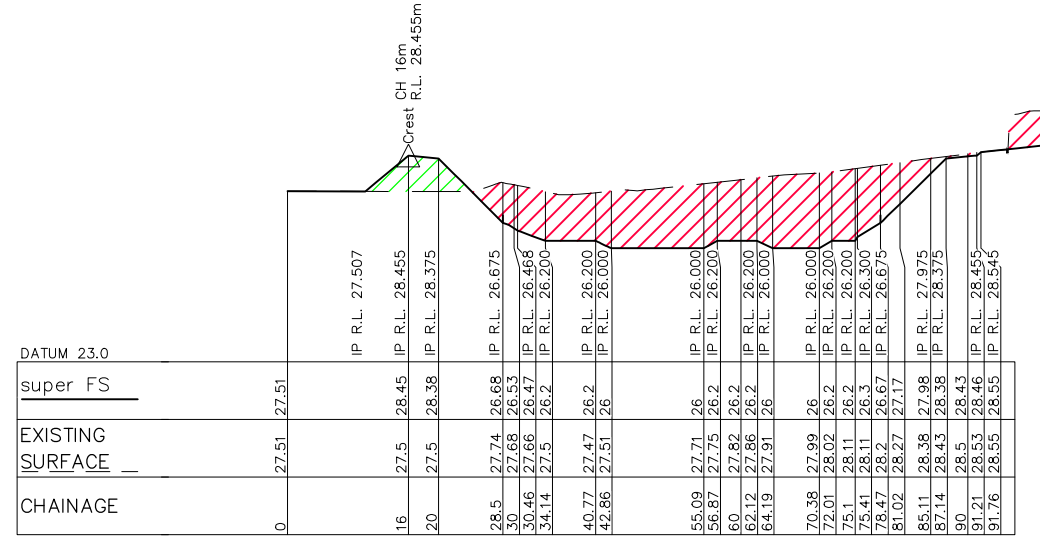 Crest CH 16m
R.L. 28.455m
IP R.L. 27.507
IP R.L. 28.455
IP R.L. 28.375
IP R.L. 26.675
IP R.L. 26.468
IP R.L. 26.200
IP R.L. 26.200
IP R.L. 26.000
IP R.L. 26.000
IP R.L. 26.200
IP R.L. 26.200
IP R.L. 26.000
IP R.L. 26.000
IP R.L. 26.200
IP R.L. 26.200
IP R.L. 26.300
IP R.L. 26.675
IP R.L. 27.975
IP R.L. 28.375
IP R.L. 28.455
IP R.L. 28.545
DATUM 23.0
super FS 27.51 28.45 28.38 26.68 26.53 26.47 26.2 26.2 26 26 26.2 26.2 26.2 26 26 26.2 26.2 26.3 26.67 27.17 27.98 28.38 28.43 28.46 28.55
EXISTING
SURFACE 27.51 27.5 27.5 27.74 27.68 27.66 27.5 27.47 27.51 27.71 27.75 27.82 27.86 27.91 27.99 28.02 28.11 28.11 28.2 28.27 28.38 28.43 28.5 28.53 28.55
CHAINAGE 0 16 20 28.5 30 30.46 34.14 40.77 42.86 55.09 56.87 60 62.12 64.19 70.38 72.01 75.1 75.41 78.47 81.02 85.11 87.14 90 91.21 91.76